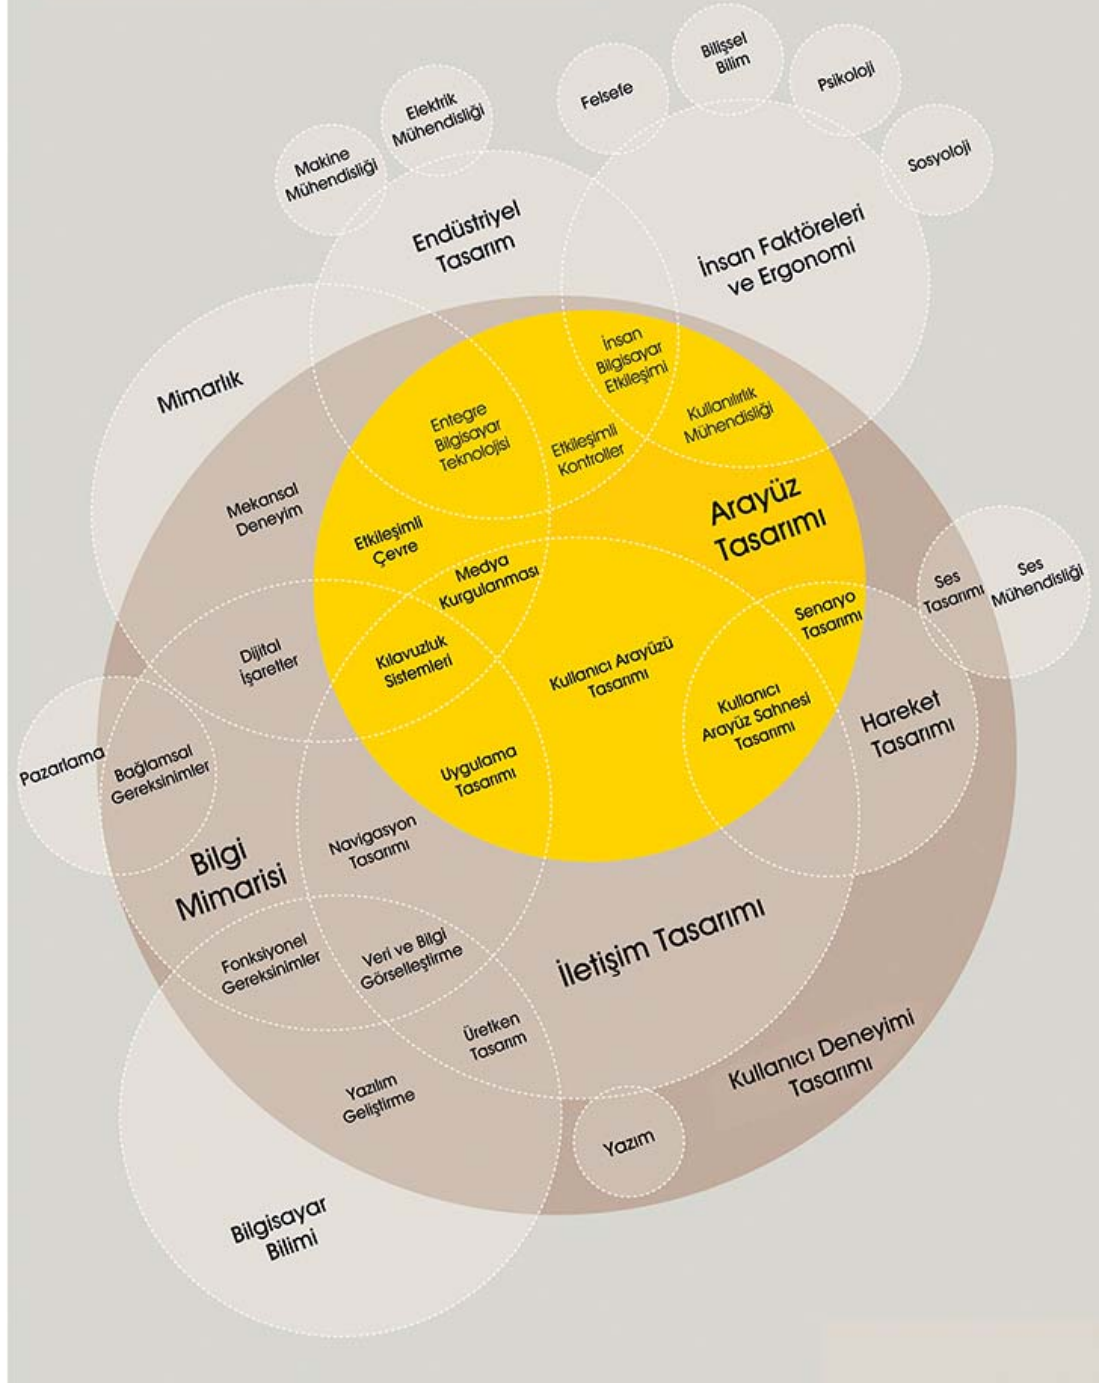 Bilişsel
Bilim
Felsefe
Psikoloji
Elektrik
Mühendisliği
Sosyoloji
Makine
Mühendisliği
Endüstriyel
Tasarım
İnsan Faktöreleri
ve Ergonomi
İnsan
Bilgisayar
Etkileşimi
Mimarlık
Entegre
Bilgisayar
Teknolojisi
Etkileşimli
Kontroller
Kullanılırlık
Mühendisliği
Mekansal
Deneyim
Etkileşimli
Çevre
Arayüz
Tasarımı
Medya
Kurgulanması
Ses
Tasarımı
Ses
Mühendisliği
Senaryo
Tasarımı
Dijital
İşaretler
Kılavuzluk
Sistemleri
Kullanıcı Arayüzü
Tasarımı
Kullanıcı
Arayüz Sahnesi
Tasarımı
Hareket
Tasarımı
Pazarlama
Bağlamsal
Gereksinimler
Uygulama
Tasarımı
Navigasyon
Tasarımı
Bilgi
Mimarisi
Fonksiyonel
Gereksinimler
Veri ve Bilgi
Görselleştirme
İletişim Tasarımı
Üretken
Tasarım
Yazılım
Geliştirme
Kullanıcı Deneyimi
Tasarımı
Yazım
Bilgisayar
Bilimi